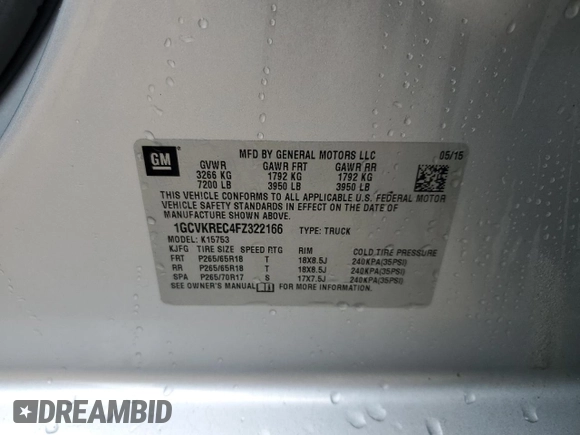 GM
MFD BY GENERAL MOTORS LLC 05/15
GVWR GAWR FRT GAWR RR
3266 KG 1792 KG 1792 KG
7200 LB 3950 LB 3950 LB
THIS VEHICLE CONFORMS TO ALL APPLICABLE U.S. FEDERAL MOTOR
VEHICLE SAFETY STANDARDS IN EFFECT ON THE DATE OF
MANUFACTURE SHOWN ABOVE.
1GCVKREC4FZ322166 TYPE: TRUCK
MODEL: K15753
KJFG TIRE SIZE SPEED RTG RIM COLD TIRE PRESSURE
FRT P265/65R18 T 18X8.5J 240KPA(35PSI)
RR P265/65R18 T 18X8.5J 240KPA(35PSI)
SPA P265/70R17 S 17X7.5J 240KPA(35PSI)
SEE OWNER'S MANUAL FOR MORE INFORMATION.
DREAMBID